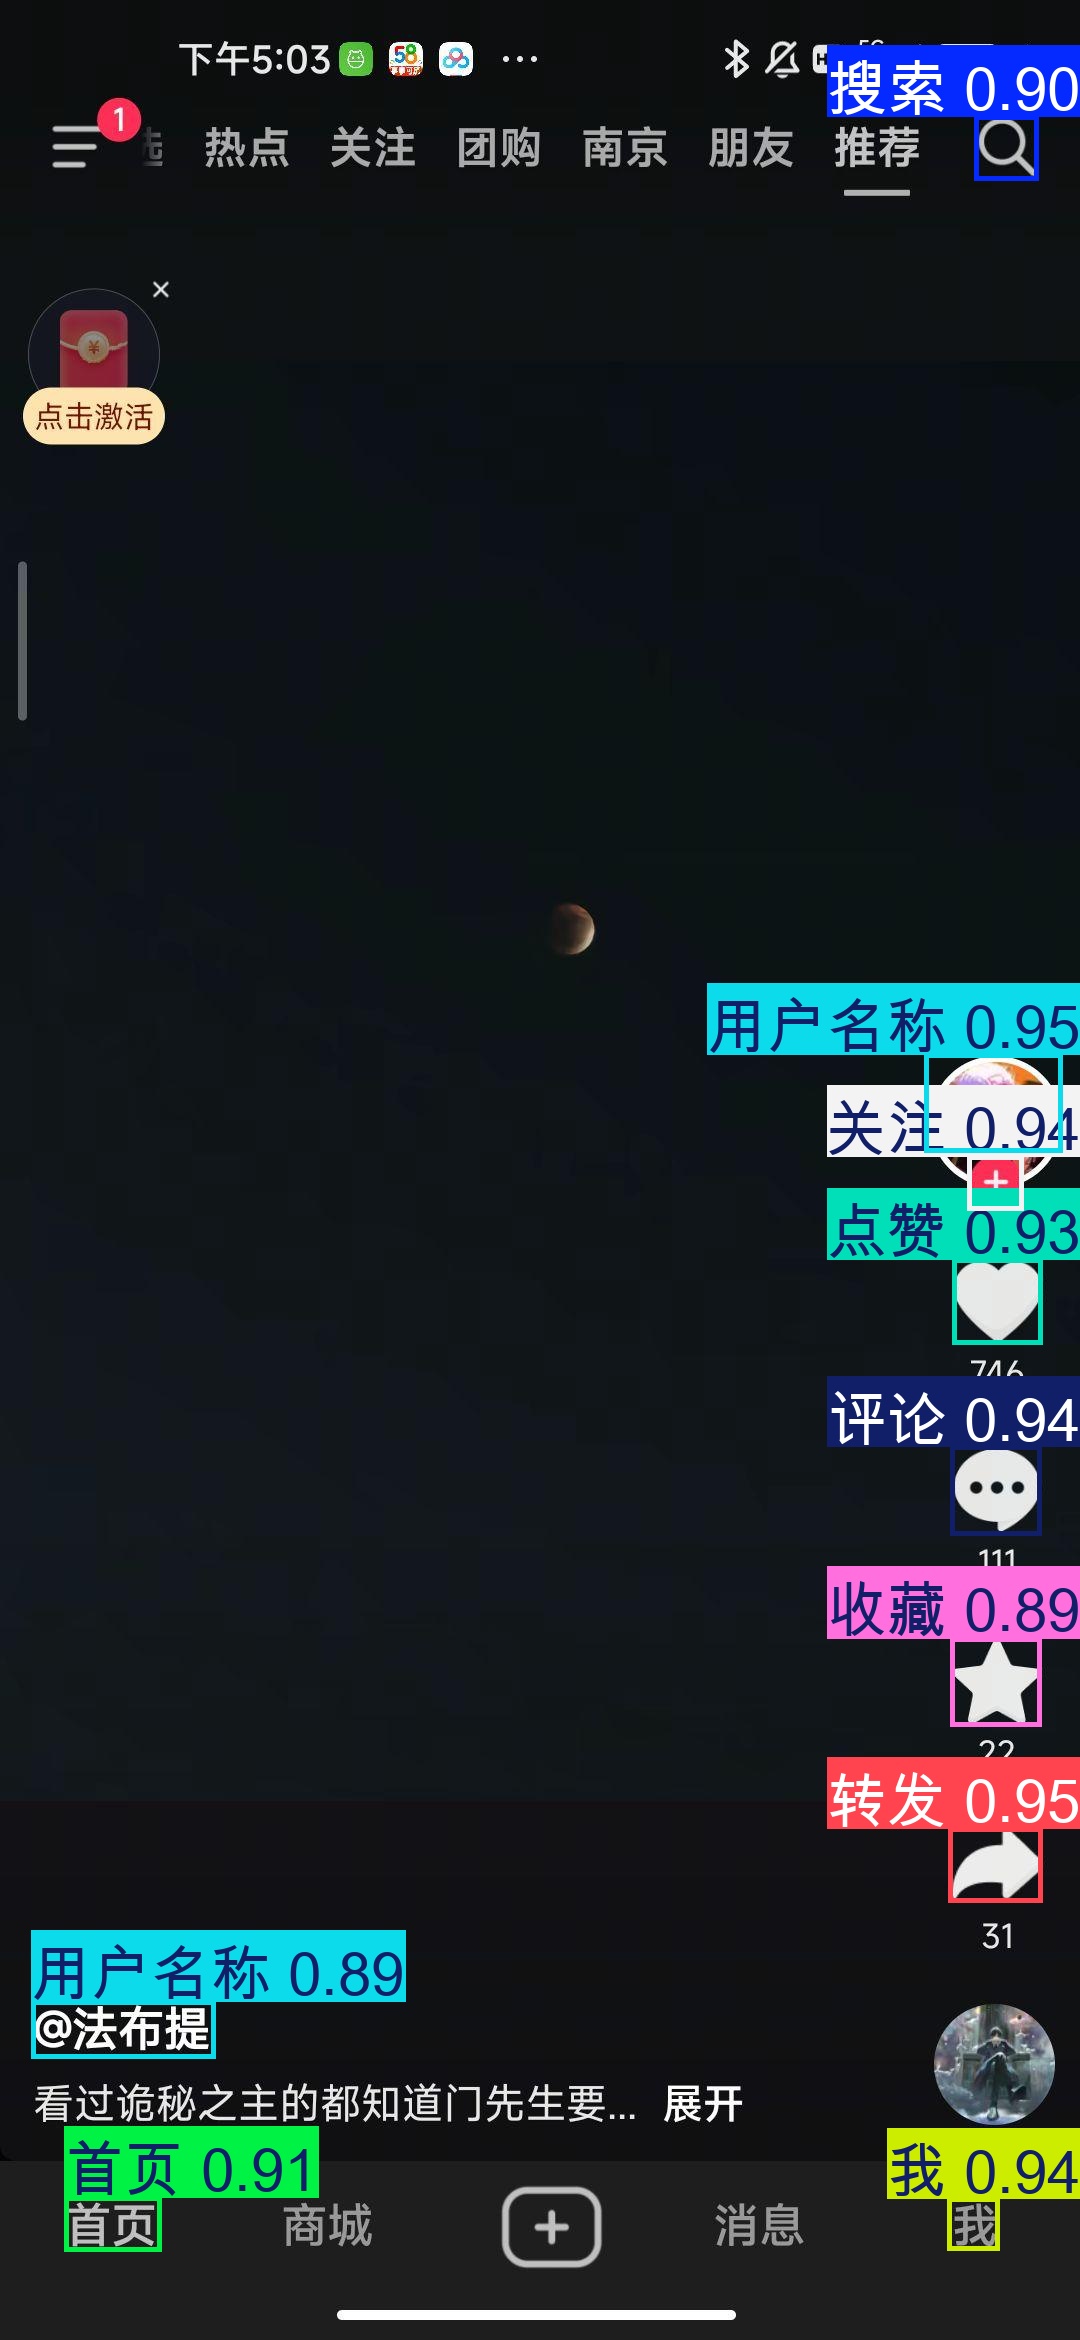 下午5:03
58
搜索 0.90
1
热点 关注 团购 南京 朋友 推荐
点击激活
用户名称 0.95
关注 0.94
点赞 0.93
746
评论 0.94
111
收藏 0.89
22
转发 0.95
31
用户名称 0.89
@法布提
看过诡秘之主的都知道门先生要... 展开
首页 0.91
我 0.94
首页 商城 消息 我